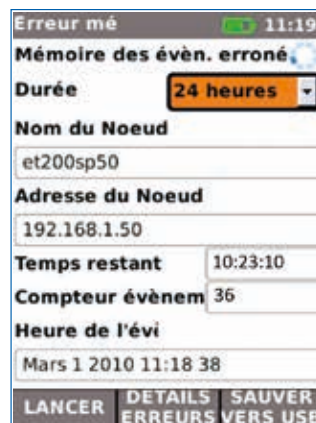 Erreur mé 11:19
Mémoire des évèn. erroné
Durée 24 heures
Nom du Noeud
et200sp50
Adresse du Noeud
192.168.1.50
Temps restant 10:23:10
Compteur évènem 36
Heure de l'évi
Mars 1 2010 11:18 38
LANCER DETAILS ERREURS SAUVER VERS USB